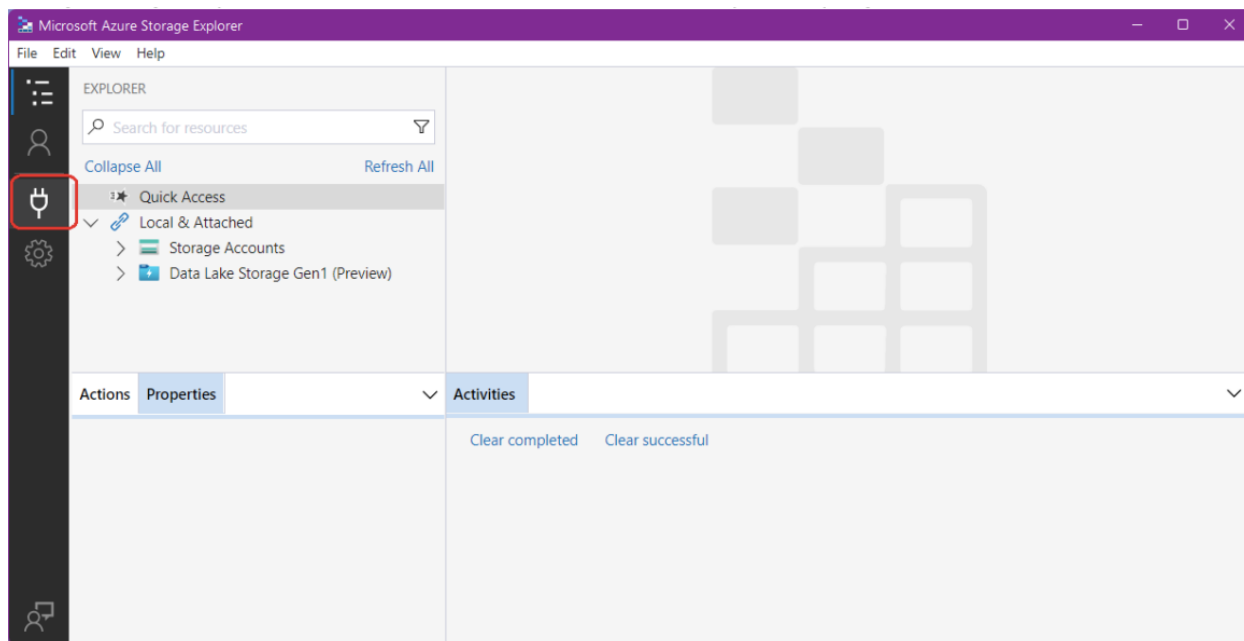 Microsoft Azure Storage Explorer
File Edit View Help
EXPLORER
Search for resources
Collapse All Refresh All
Quick Access
Local & Attached
Storage Accounts
Data Lake Storage Gen1 (Preview)
Actions Properties
Activities
Clear completed Clear successful